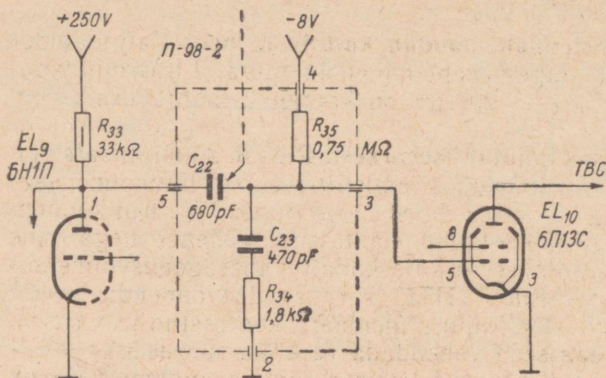 +250V
П-98-2
-8V
4
R33
33kΩ
R35
0,75
MΩ
EL9
6Н1П
C22
680pF
1
5
3
C23
470pF
R34
1,8kΩ
2
ТВС
EL10
6П13С
8
5
3